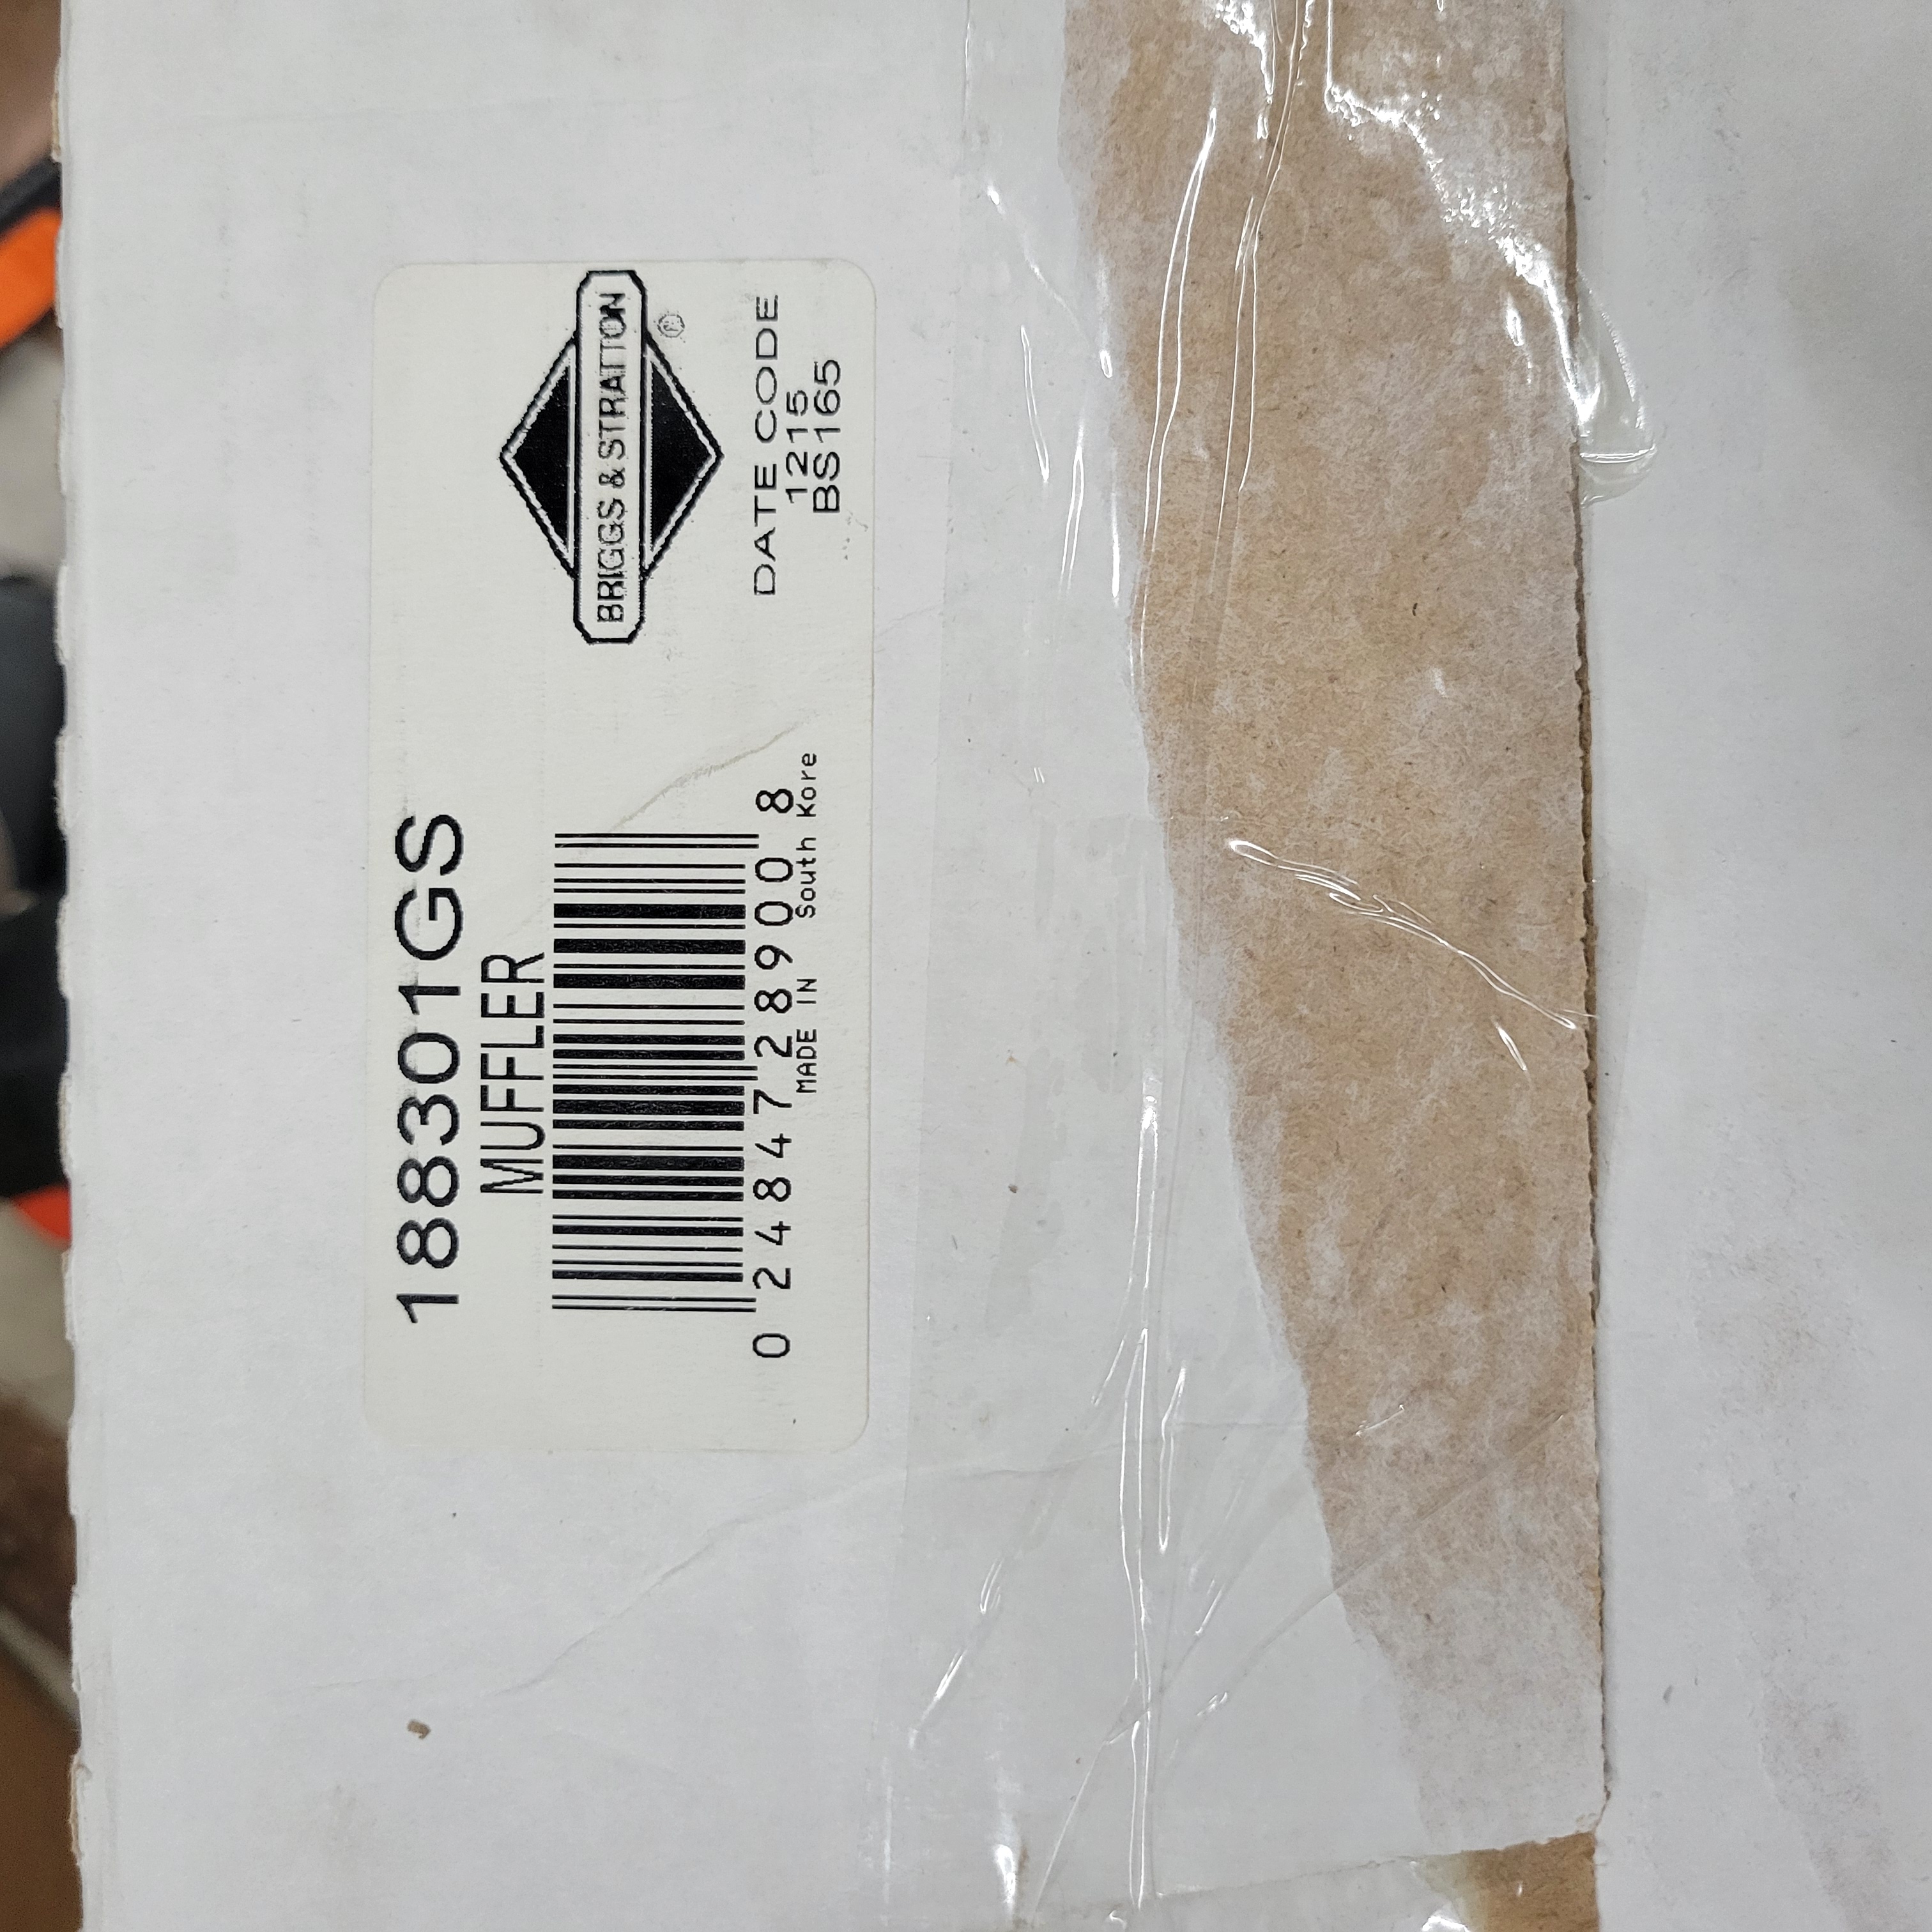 188301GS
MUFFLER
0 24847 28900 8
MADE IN South Kore
BRIGGS & STRATTON
®
DATE CODE
1215
BS165